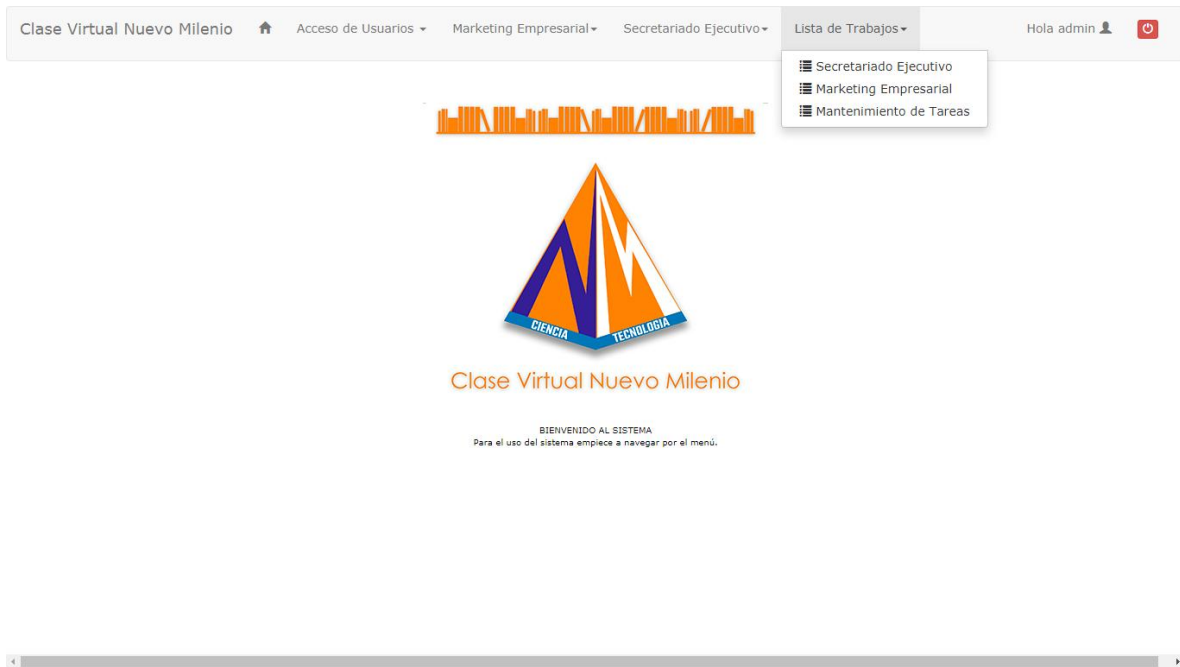 Clase Virtual Nuevo Milenio Acceso de Usuarios Marketing Empresarial Secretariado Ejecutivo Lista de Trabajos Hola admin
Secretariado Ejecutivo
Marketing Empresarial
Mantenimiento de Tareas
CIENCIA TECNOLOGIA
Clase Virtual Nuevo Milenio
BIENVENIDO AL SISTEMA
Para el uso del sistema empiece a navegar por el menú.